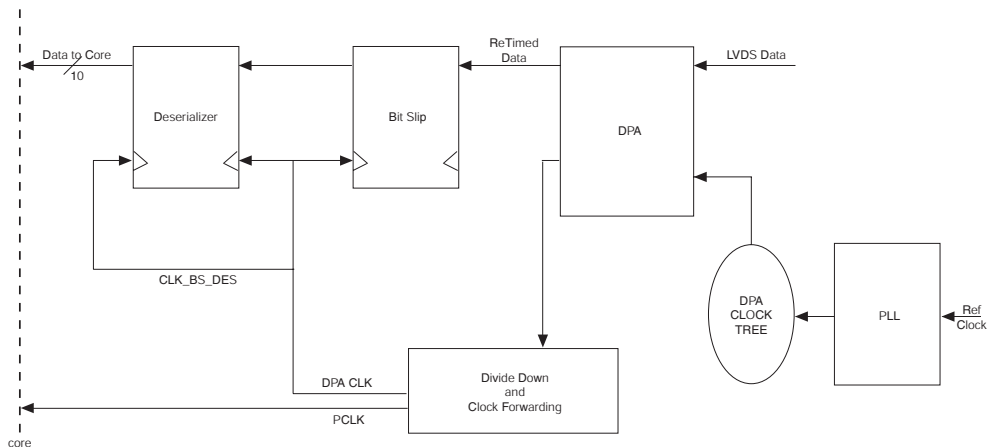 Data to Core
10
Deserializer
Bit Slip
ReTimed
Data
DPA
LVDS Data
CLK_BS_DES
DPA
CLOCK
TREE
PLL
Ref
Clock
DPA CLK
PCLK
Divide Down
and
Clock Forwarding
core